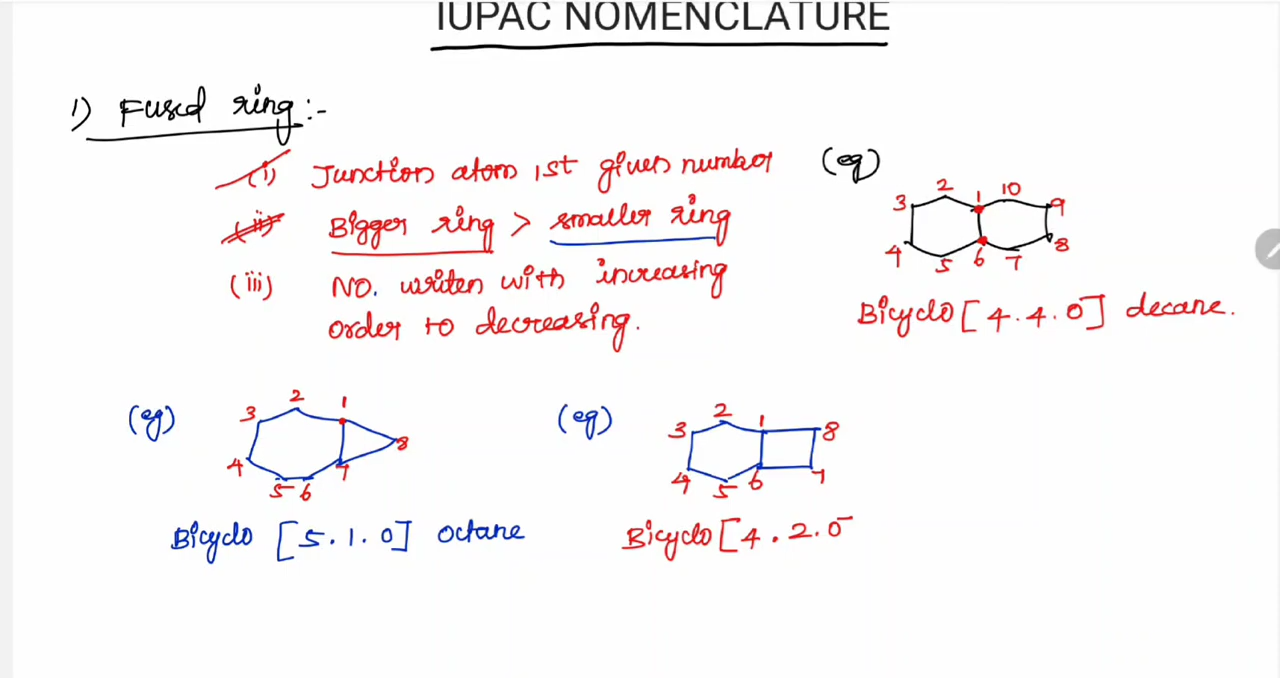 IUPAC NOMENCLATURE
1) Fused ring:-
(i) Junction atom 1st given number
(ii) Bigger ring > smaller ring
(iii) NO. writen with increasing
order to decreasing.
(eg)
2 1 10
3 9
4 5 6 7 8
Bicyclo [4.4.0] decane.
(eg)
2 1
3 8
4 7
5 6
Bicyclo [5.1.0] octane
(eg)
2 1 8
3
4 5 6 7
Bicyclo [4.2.0